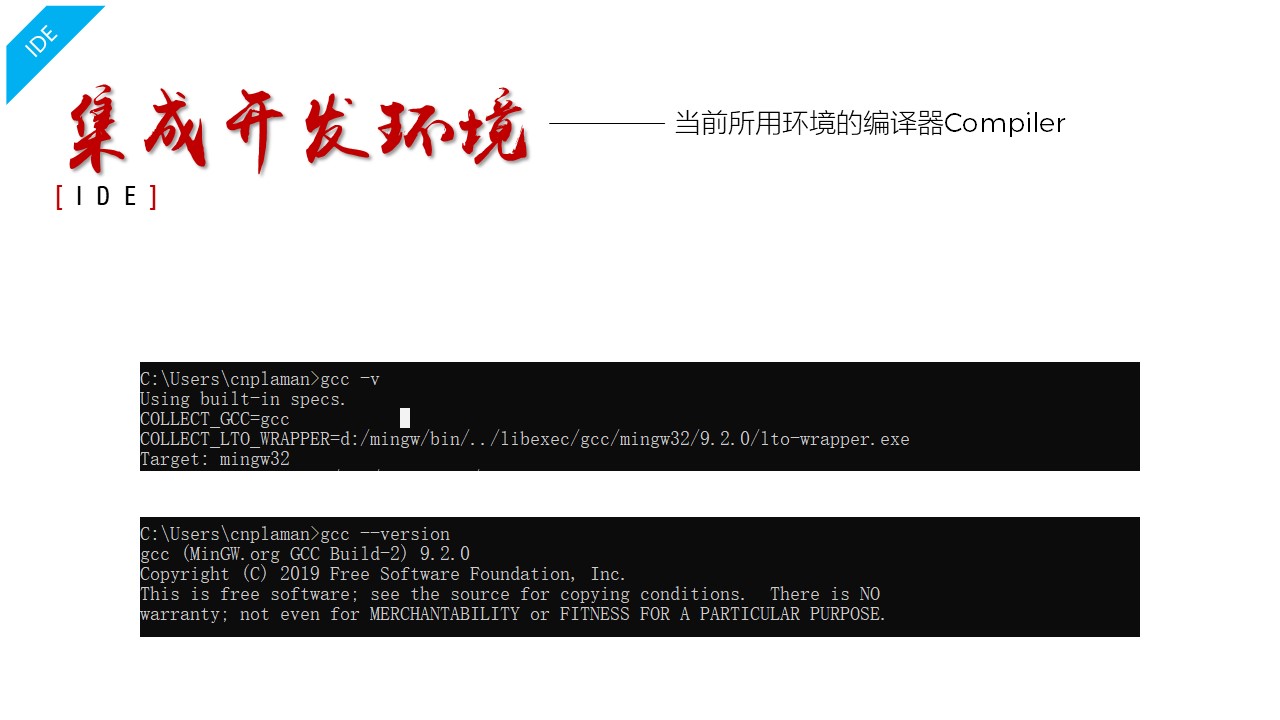 IDE
集成开发环境
当前所用环境的编译器Compiler
[ I D E ]
C:\Users\cnplaman>gcc -v
Using built-in specs.
COLLECT_GCC=gcc
COLLECT_LTO_WRAPPER=d:/mingw/bin/../libexec/gcc/mingw32/9.2.0/lto-wrapper.exe
Target: mingw32
C:\Users\cnplaman>gcc --version
gcc (MinGW.org GCC Build-2) 9.2.0
Copyright (C) 2019 Free Software Foundation, Inc.
This is free software; see the source for copying conditions.  There is NO
warranty; not even for MERCHANTABILITY or FITNESS FOR A PARTICULAR PURPOSE.